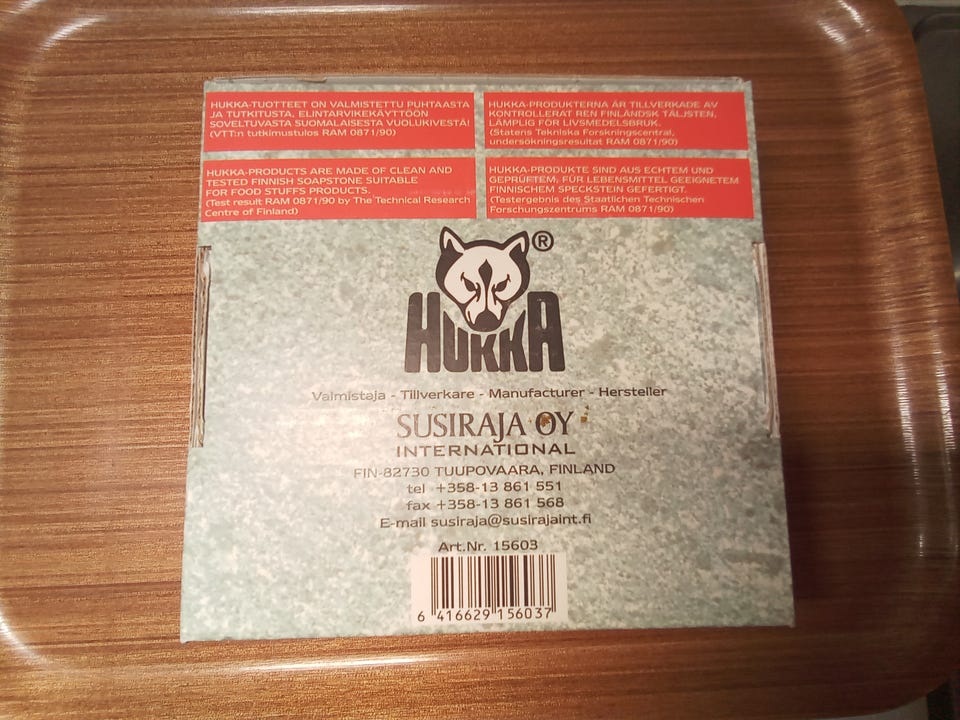 HUKKA-TUOTTEET ON VALMISTETTU PUHTAASTA
JA TUTKITUSTA, ELINTARVIKEKÄYTTÖÖN
SOVELTUVASTA SUOMALAISESTA VUOLUKIVESTÄ!
(VTT:n tutkimustulos RAM 0871/90)
HUKKA-PRODUKTERNA ÄR TILLVERKADE AV
KONTROLLERAT REN FINLÄNDSK TÄLJSTEN,
LÄMPLIG FÖR LIVSMEDELSBRUK.
(Statens Tekniska Forskningscentral,
undersökningsresultat RAM 0871/90)
HUKKA-PRODUCTS ARE MADE OF CLEAN AND
TESTED FINNISH SOAPSTONE SUITABLE
FOR FOOD STUFFS PRODUCTS.
(Test result RAM 0871/90 by The Technical Research
Centre of Finland)
HUKKA-PRODUKTE SIND AUS ECHTEM UND
GEPRÜFTEM, FÜR LEBENSMITTEL GEEIGNETEM
FINNISCHEM SPECKSTEIN GEFERTIGT.
(Testergebnis des Staatlichen Technischen
Forschungszentrums RAM 0871/90)
®
HUKKA
Valmistaja - Tillverkare - Manufacturer - Hersteller
SUSIRAJA OY
INTERNATIONAL
FIN-82730 TUUPOVAARA, FINLAND
tel +358-13 861 551
fax +358-13 861 568
E-mail susiraja@susirajaint.fi
Art.Nr. 15603
6 416629 156037